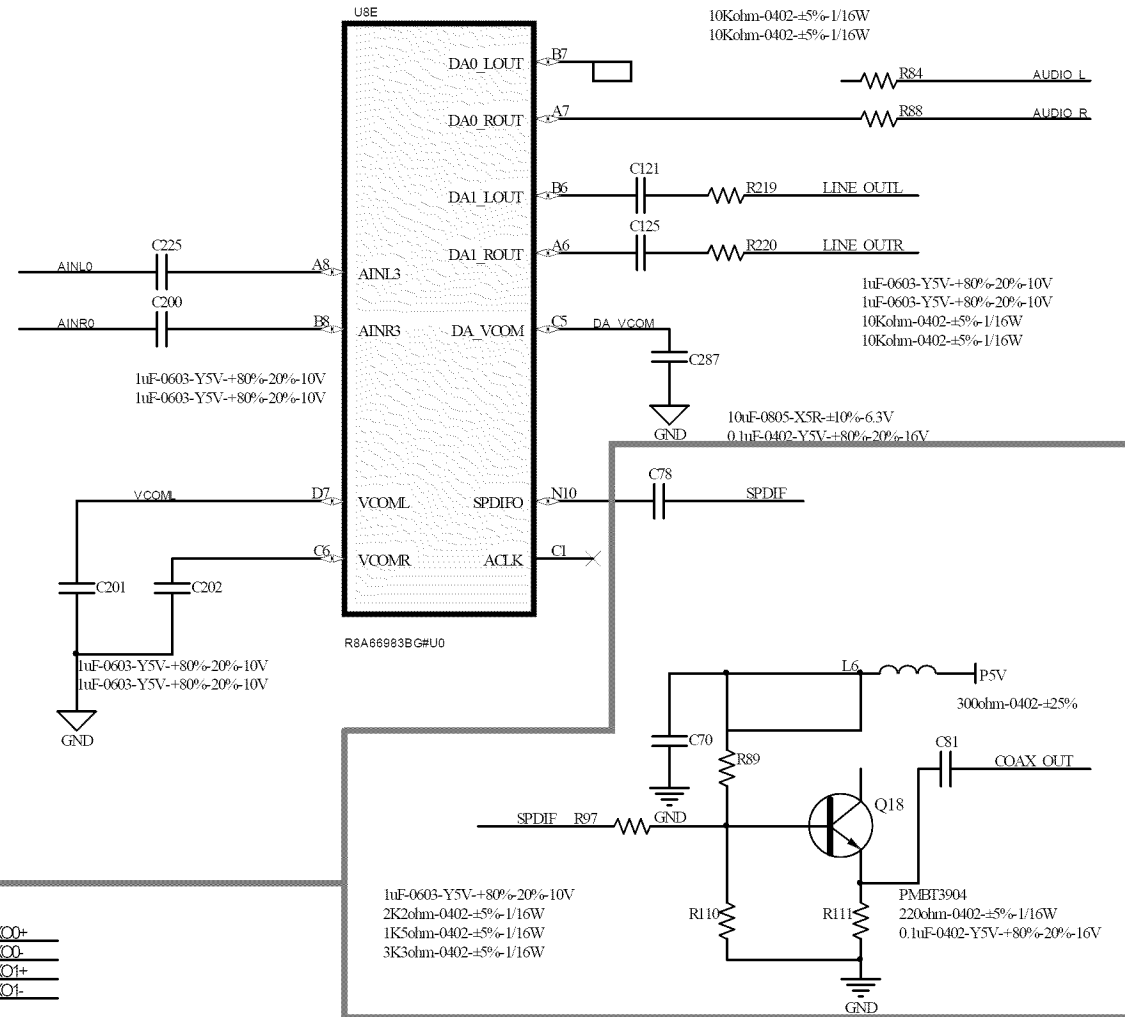 U8E
10Kohm-0402-±5%-1/16W
10Kohm-0402-±5%-1/16W
DA0_LOUT B7
R84 AUDIO_L
DA0_ROUT A7 R88 AUDIO_R
DA1_LOUT B6 C121 R219 LINE_OUTL
DA1_ROUT A6 C125 R220 LINE_OUTR
AINL0 C225 A8 AINL3
AINR0 C200 B8 AINR3
DA_VCOM C5 DA_VCOM
C287
GND
1uF-0603-Y5V-+80%-20%-10V
1uF-0603-Y5V-+80%-20%-10V
10Kohm-0402-±5%-1/16W
10Kohm-0402-±5%-1/16W
1uF-0603-Y5V-+80%-20%-10V
1uF-0603-Y5V-+80%-20%-10V
10uF-0805-X5R-±10%-6.3V
0.1uF-0402-Y5V-+80%-20%-16V
VCOML D7 VCOML
SPDIFO N10 C78 SPDIF
C6 VCOMR
ACLK C1
C201 C202
R8A66983BG#U0
1uF-0603-Y5V-+80%-20%-10V
1uF-0603-Y5V-+80%-20%-10V
GND
L6 P5V
300ohm-0402-±25%
C70 R89 C81 COAX_OUT
GND
SPDIF R97 Q18
1uF-0603-Y5V-+80%-20%-10V
2K2ohm-0402-±5%-1/16W
1K5ohm-0402-±5%-1/16W
3K3ohm-0402-±5%-1/16W
R110 R111
PMBT3904
220ohm-0402-±5%-1/16W
0.1uF-0402-Y5V-+80%-20%-16V
GND